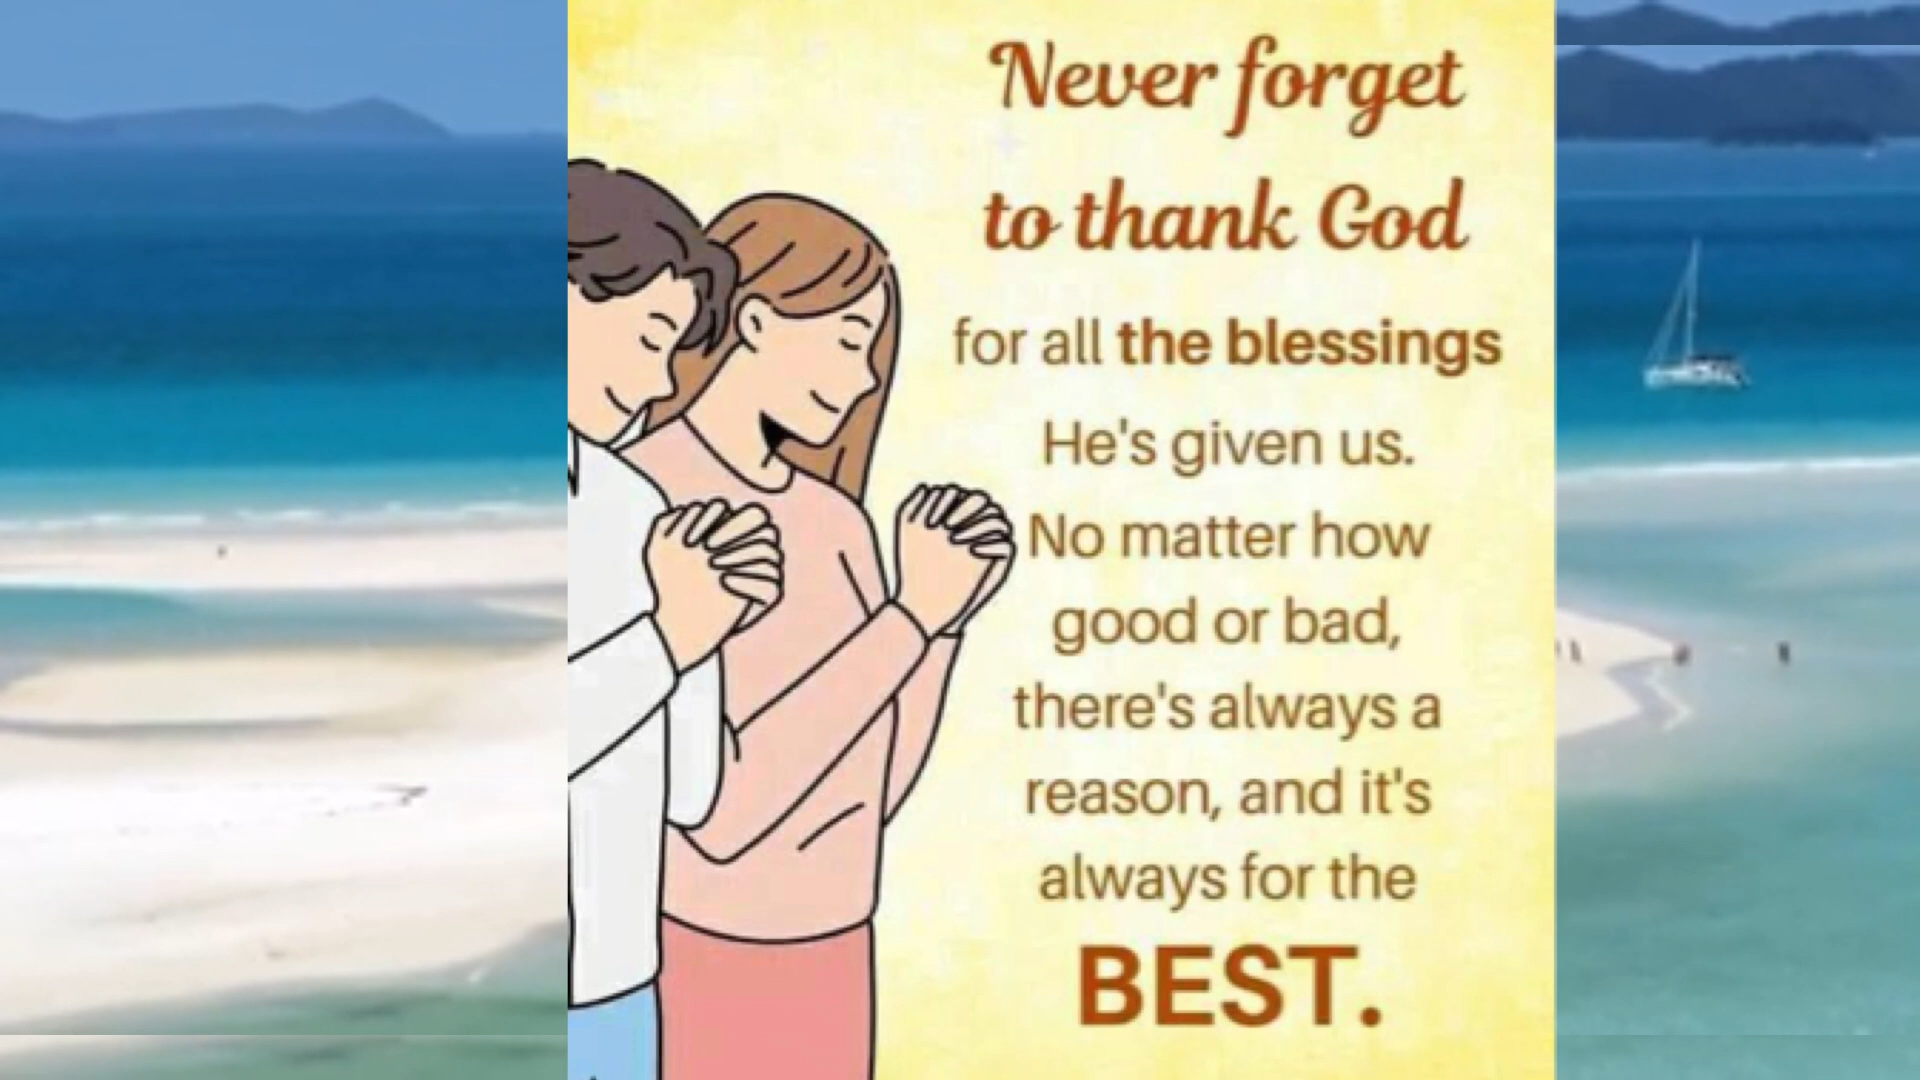 Never forget
to thank God
for all the blessings
He's given us.
No matter how
good or bad,
there's always a
reason, and it's
always for the
BEST.